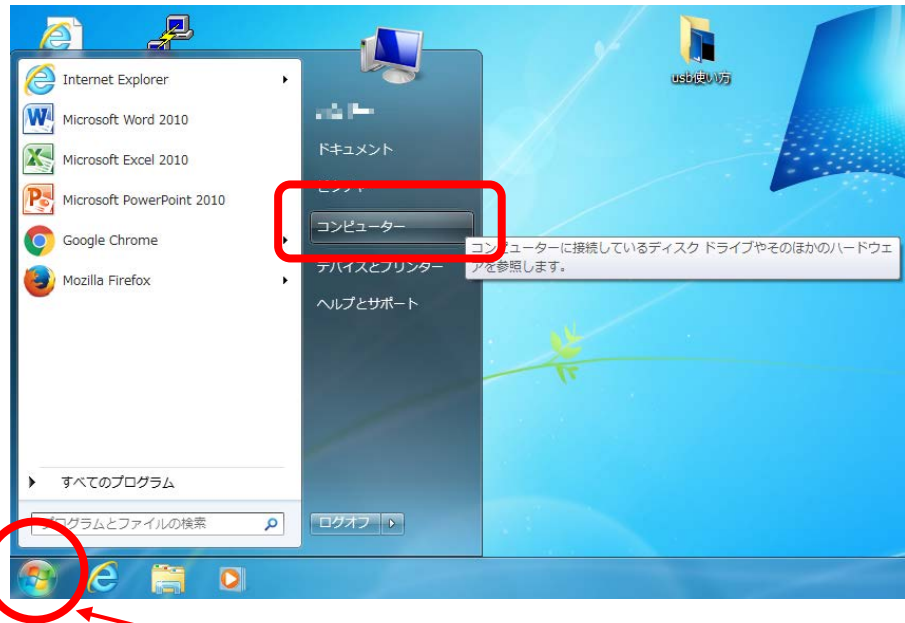 usb使い方
Internet Explorer
Microsoft Word 2010
Microsoft Excel 2010
Microsoft PowerPoint 2010
Google Chrome
Mozilla Firefox
すべてのプログラム
プログラムとファイルの検索
ドキュメント
ピクチャ
コンピューター
デバイスとプリンター
ヘルプとサポート
ログオフ
コンピューターに接続しているディスク ドライブやそのほかのハードウェ
アを参照します。